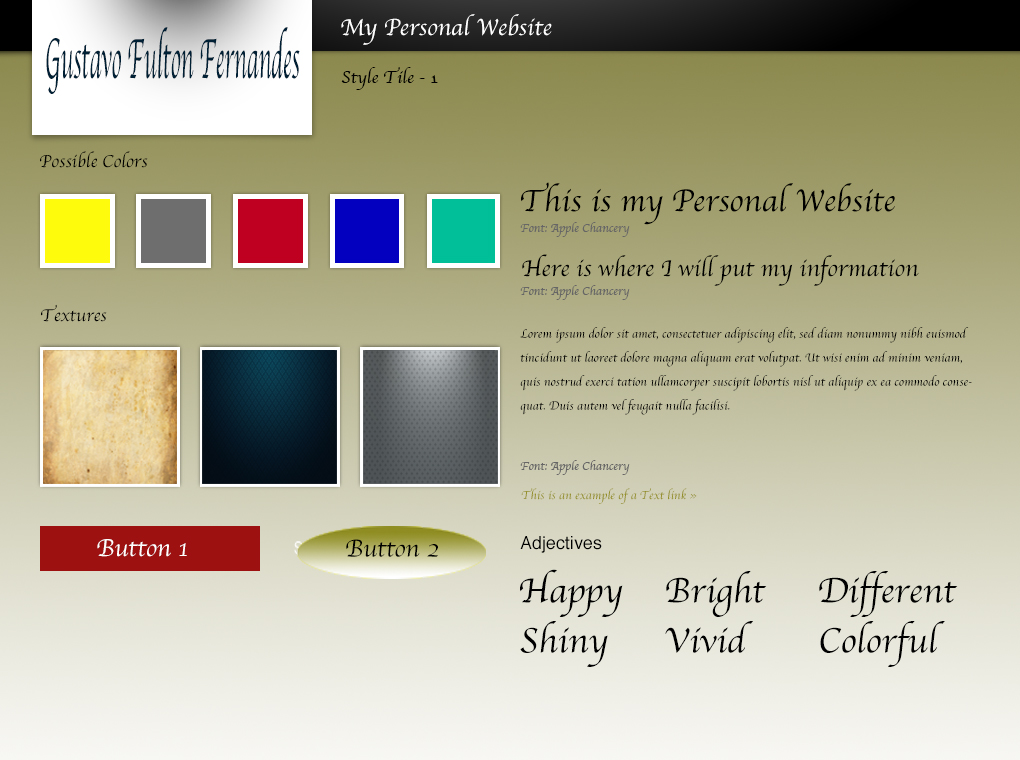 Gustavo Fulton Fernandes
My Personal Website
Style Tile - 1
Possible Colors
Textures
Button 1
Button 2
This is my Personal Website
Font: Apple Chancery
Here is where I will put my information
Font: Apple Chancery
Lorem ipsum dolor sit amet, consectetuer adipiscing elit, sed diam nonummy nibh euismod
tincidunt ut laoreet dolore magna aliquam erat volutpat. Ut wisi enim ad minim veniam,
quis nostrud exerci tation ullamcorper suscipit lobortis nisl ut aliquip ex ea commodo conse-
quat. Duis autem vel feugait nulla facilisi.
Font: Apple Chancery
This is an example of a Text link »
Adjectives
Happy Bright Different
Shiny Vivid Colorful